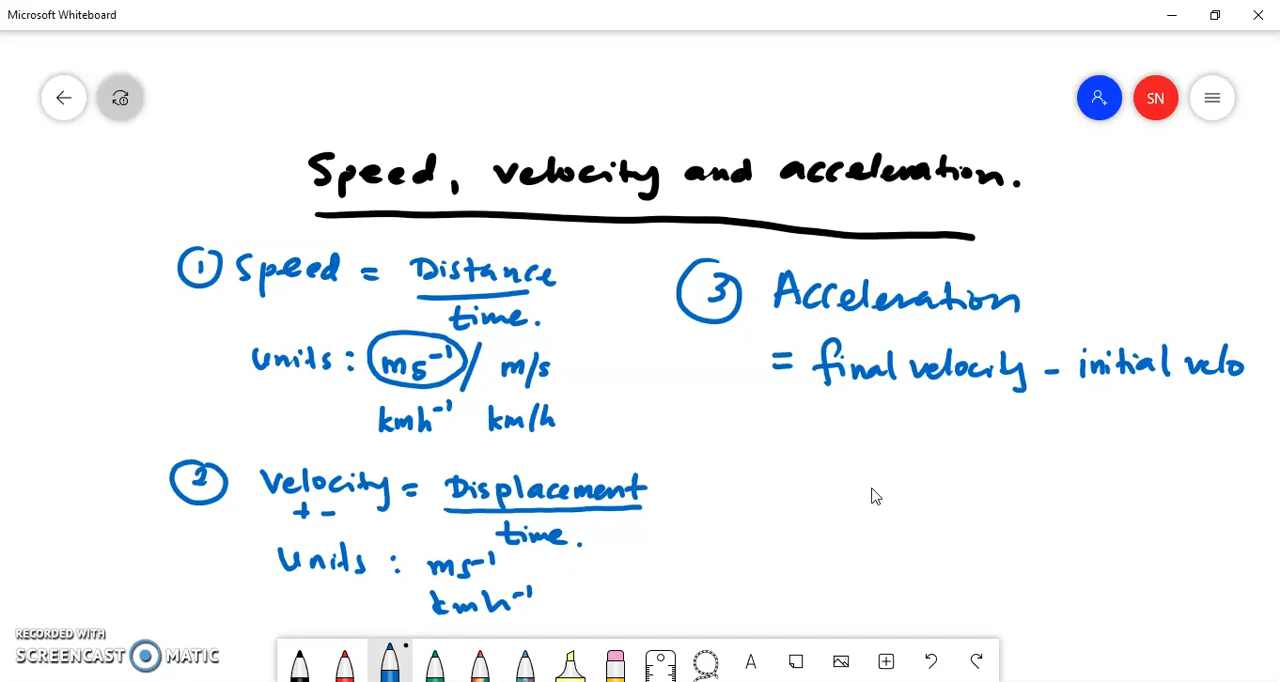 Microsoft Whiteboard
SN
Speed, velocity and acceleration.
① Speed = Distance
time.
units : ms⁻¹ / m/s
kmh⁻¹ km/h
② Velocity = Displacement
+ - time.
Units : ms⁻¹
kmh⁻¹
③ Acceleration
= final velocity - initial velo
RECORDED WITH
SCREENCAST MATIC
A